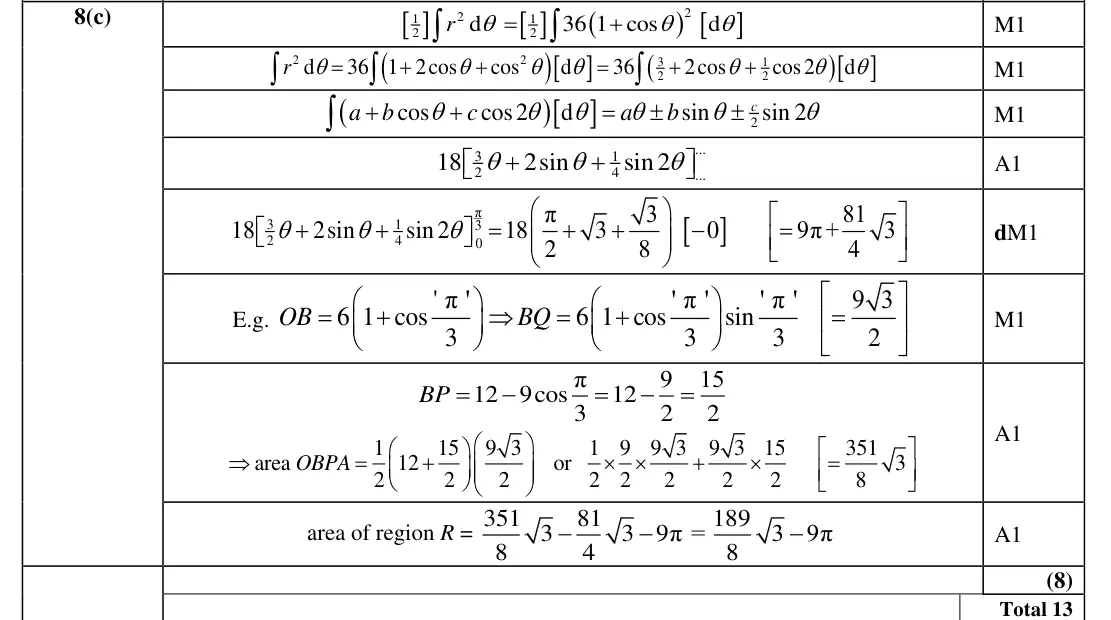 8(c) [½]∫ r² dθ = [½]∫ 36(1 + cos θ)² [dθ] M1
∫ r² dθ = 36∫ (1 + 2cos θ + cos² θ)[dθ] = 36∫ (3/2 + 2cos θ + ½cos 2θ)[dθ] M1
∫ (a + b cos θ + c cos 2θ)[dθ] = aθ ± b sin θ ± c/2 sin 2θ M1
18[3/2 θ + 2sin θ + ¼ sin 2θ]^{...}_{...} A1
18[3/2 θ + 2sin θ + ¼ sin 2θ]^{π/3}_{0} = 18(π/2 + √3 + √3/8) [−0] [= 9π + 81/4 √3] dM1
E.g. OB = 6(1 + cos 'π'/3) ⇒ BQ = 6(1 + cos 'π'/3) sin 'π'/3 [= 9√3/2] M1
BP = 12 − 9cos π/3 = 12 − 9/2 = 15/2
⇒ area OBPA = 1/2(12 + 15/2)(9√3/2) or 1/2 × 9/2 × 9√3/2 + 9√3/2 × 15/2 [= 351/8 √3] A1
area of region R = 351/8 √3 − 81/4 √3 − 9π = 189/8 √3 − 9π A1
(8)
Total 13